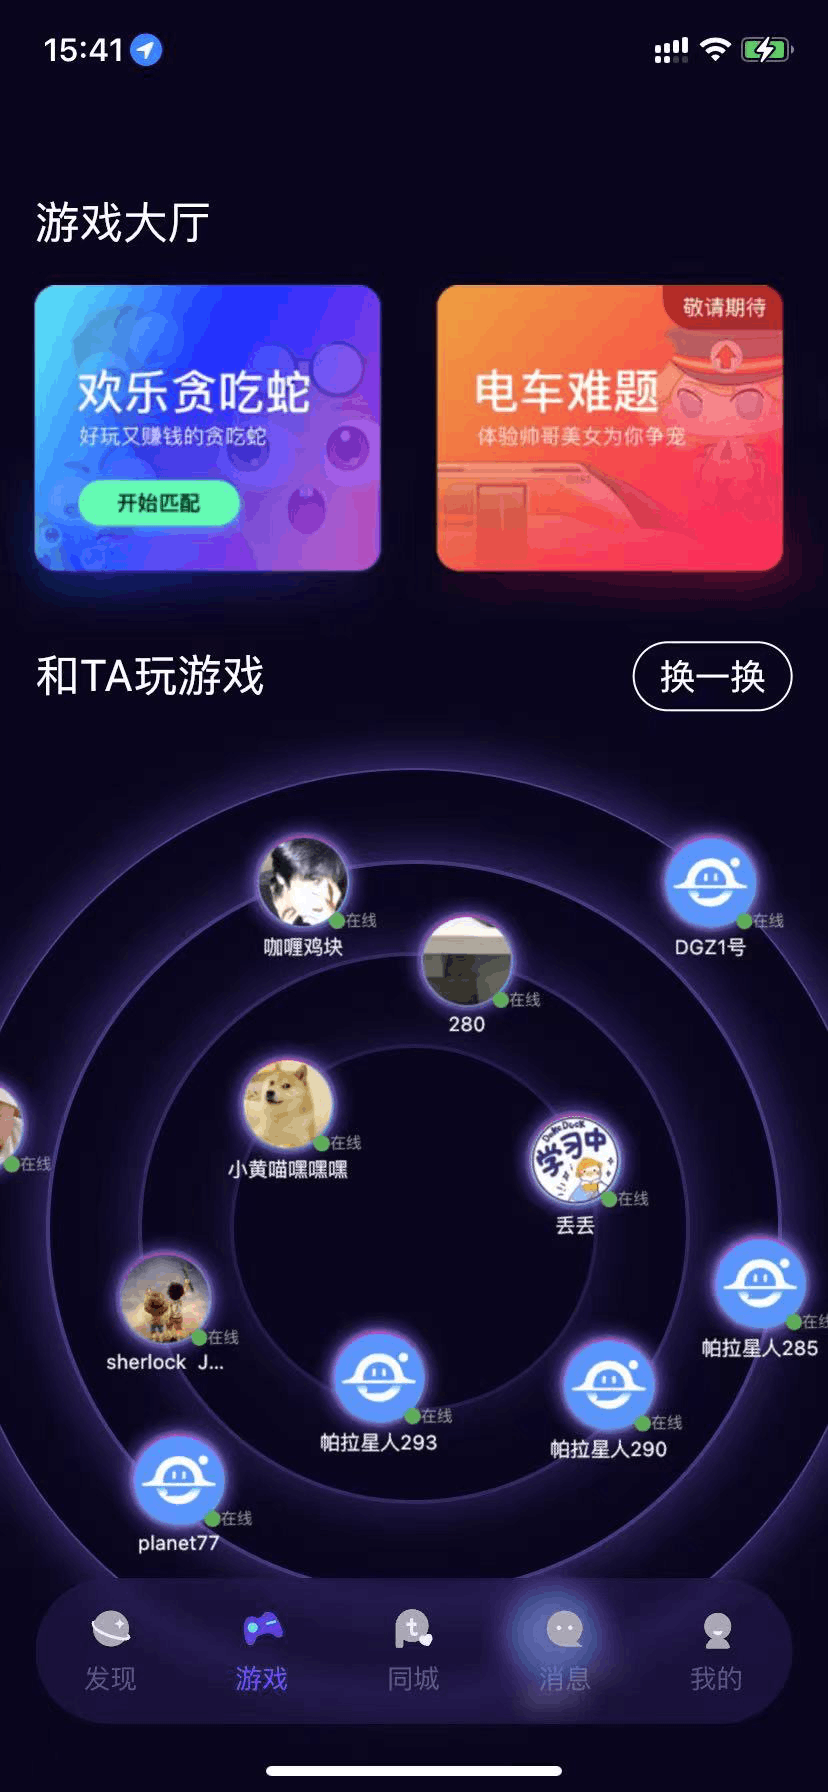 15:41
游戏大厅
敬请期待
欢乐贪吃蛇
好玩又赚钱的贪吃蛇
开始匹配
电车难题
体验帅哥美女为你争宠
和TA玩游戏
换一换
在线
咖喱鸡块
在线
DGZ1号
在线
280
在线
小黄喵嘿嘿嘿
在线
DukeDuck
学习中
在线
丢丢
在线
sherlock J...
在线
帕拉星人285
在线
帕拉星人293
在线
帕拉星人290
在线
planet77
发现
游戏
同城
消息
我的